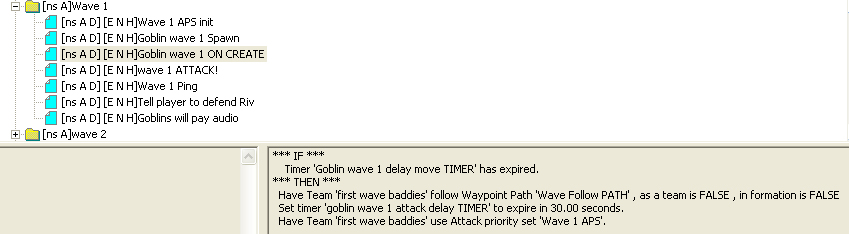 [ns A]Wave 1
[ns A D] [E N H]Wave 1 APS init
[ns A D] [E N H]Goblin wave 1 Spawn
[ns A D] [E N H]Goblin wave 1 ON CREATE
[ns A D] [E N H]wave 1 ATTACK!
[ns A D] [E N H]Wave 1 Ping
[ns A D] [E N H]Tell player to defend Riv
[ns A D] [E N H]Goblins will pay audio
[ns A]wave 2
*** IF ***
Timer 'Goblin wave 1 delay move TIMER' has expired.
*** THEN ***
Have Team 'first wave baddies' follow Waypoint Path 'Wave Follow PATH' , as a team is FALSE , in formation is FALSE
Set timer 'goblin wave 1 attack delay TIMER' to expire in 30.00 seconds.
Have Team 'first wave baddies' use Attack priority set 'Wave 1 APS'.